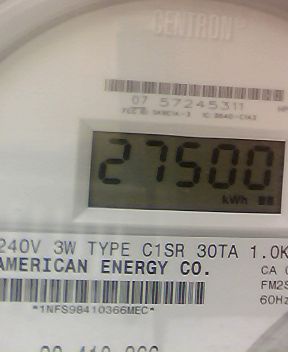 CENTRON
07 57245311
27500
kWh
240V 3W TYPE C1SR 30TA 1.0K
AMERICAN ENERGY CO.
CA
FM2S
60Hz
*1NFS98410366MEC*